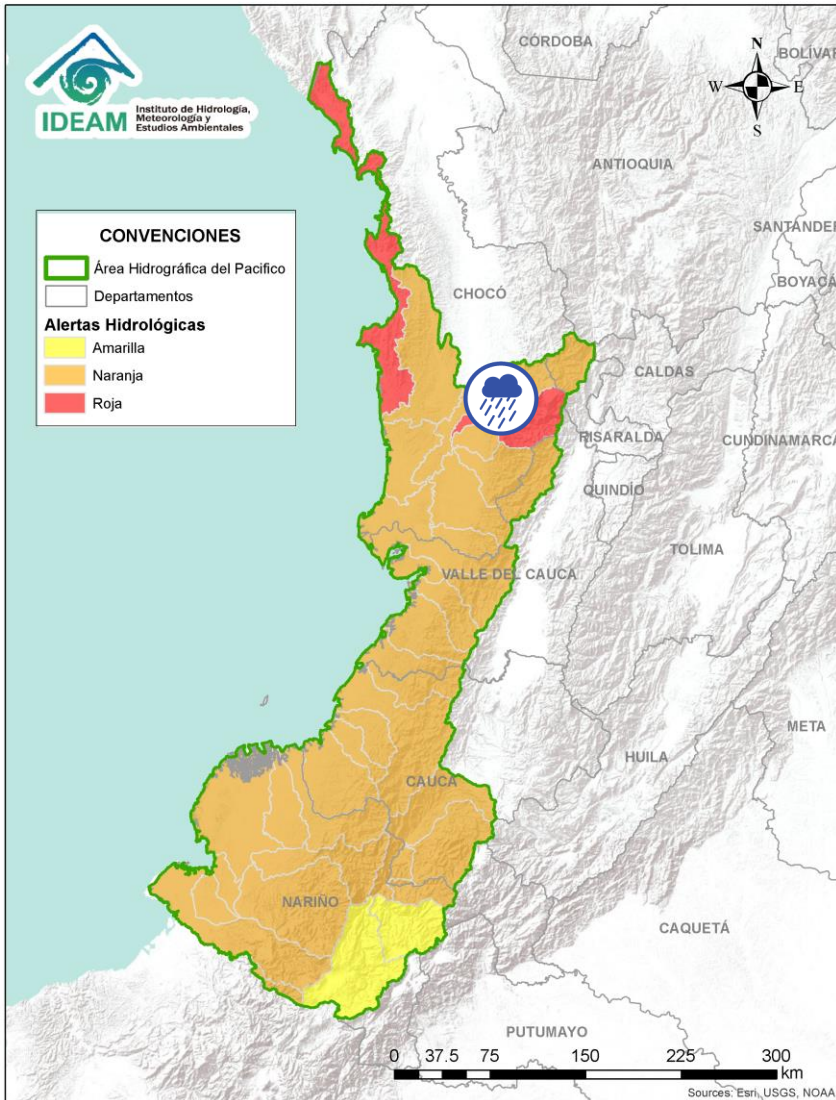 IDEAM
Instituto de Hidrología,
Meteorología y
Estudios Ambientales
CÓRDOBA
BOLÍVAR
N
W E
S
ANTIOQUIA
CONVENCIONES
Área Hidrográfica del Pacifico
Departamentos
Alertas Hidrológicas
Amarilla
Naranja
Roja
SANTANDER
BOYACÁ
CHOCÓ
CALDAS
RISARALDA
CUNDINAMARCA
QUINDÍO
TOLIMA
VALLE DEL CAUCA
META
HUILA
CAUCA
NARIÑO
CAQUETÁ
PUTUMAYO
0 37.5 75 150 225 300
km
Sources: Esri, USGS, NOAA